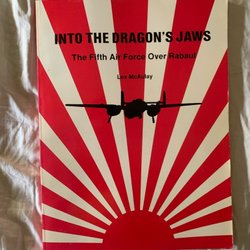 INTO THE DRAGON'S JAWS
The Fifth Air Force Over Rabaul
Lex McAulay